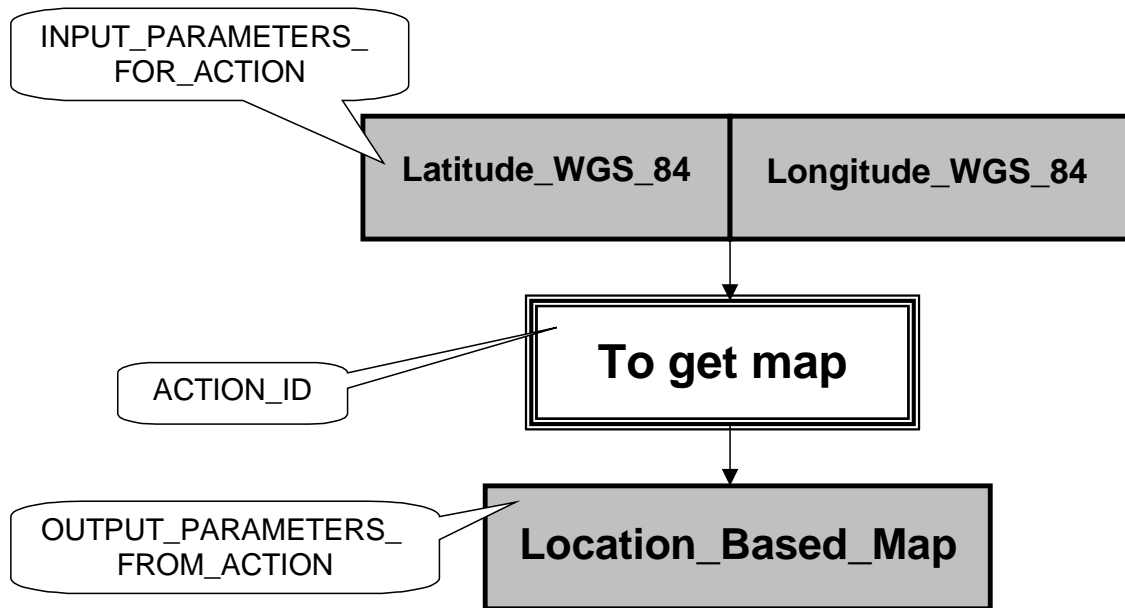 INPUT_PARAMETERS_
FOR_ACTION
Latitude_WGS_84
Longitude_WGS_84
To get map
ACTION_ID
OUTPUT_PARAMETERS_
FROM_ACTION
Location_Based_Map